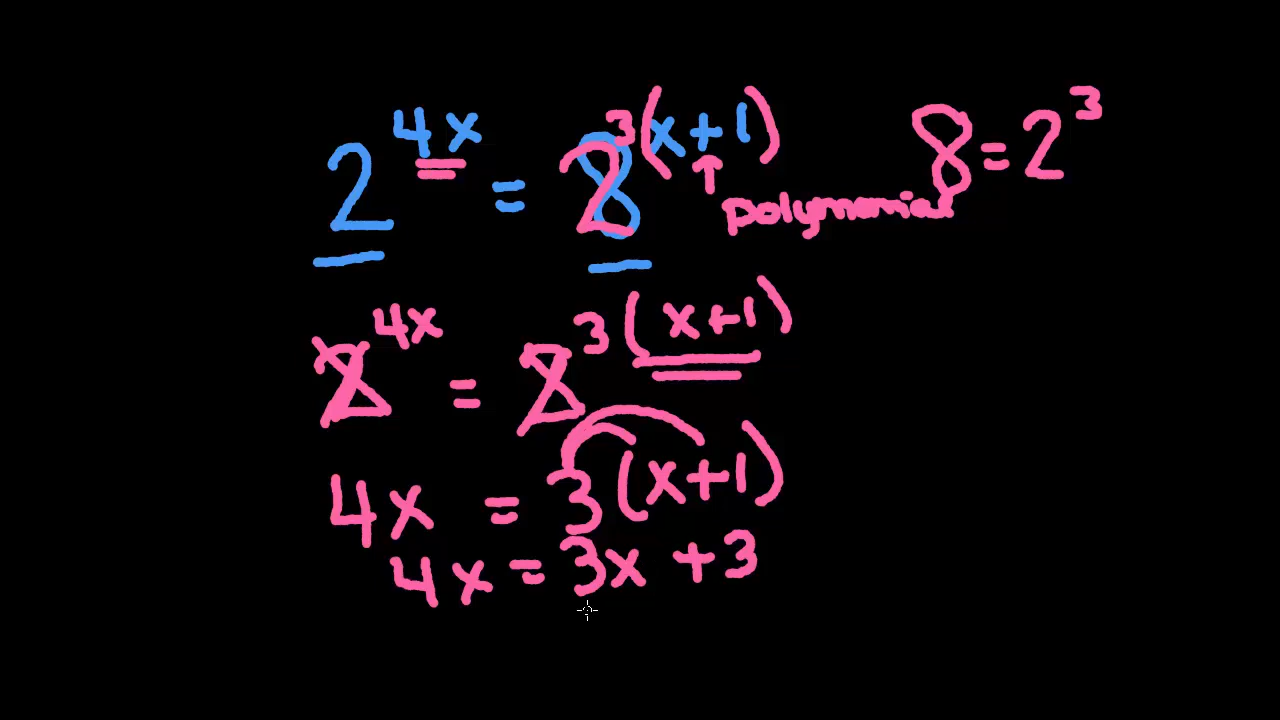 2^{4x} = 8 2^{3(x+1)} 8 = 2^3
polynomial
2^{4x} = 2^{3(x+1)}
4x = 3(x+1)
4x = 3x + 3